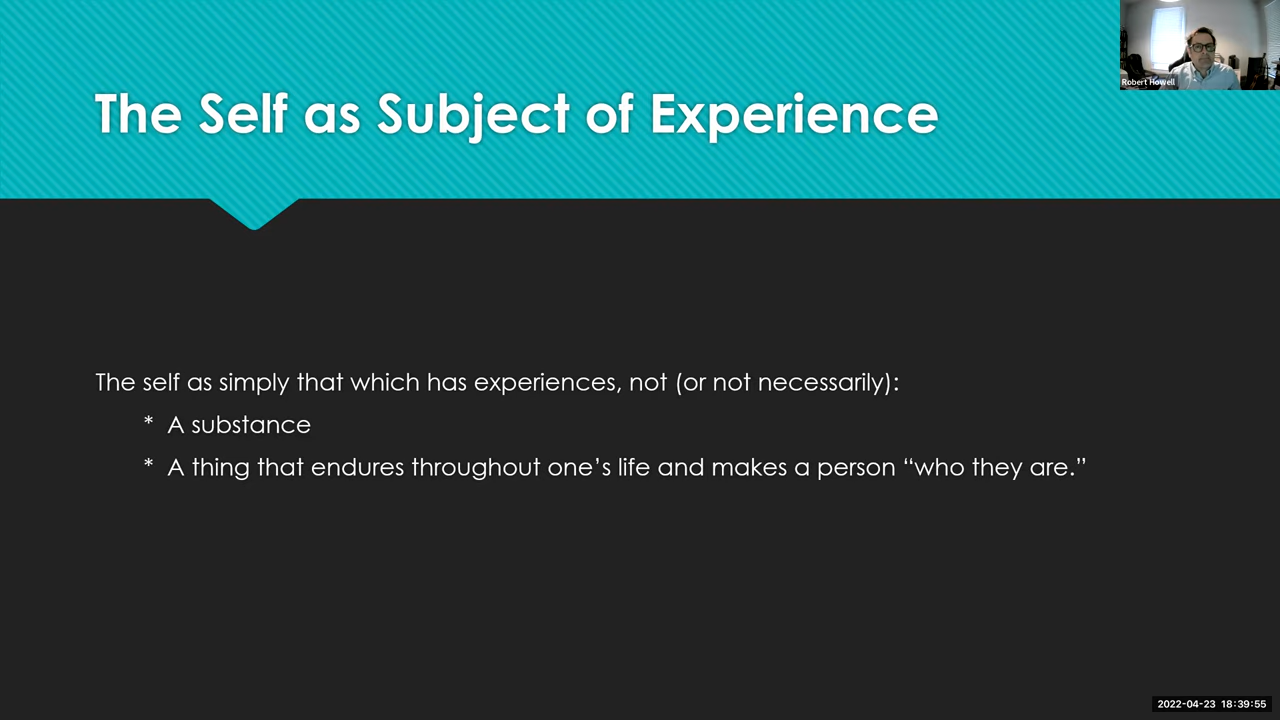 The Self as Subject of Experience
Robert Howell
The self as simply that which has experiences, not (or not necessarily):
* A substance
* A thing that endures throughout one’s life and makes a person “who they are.”
2022-04-23 18:39:55